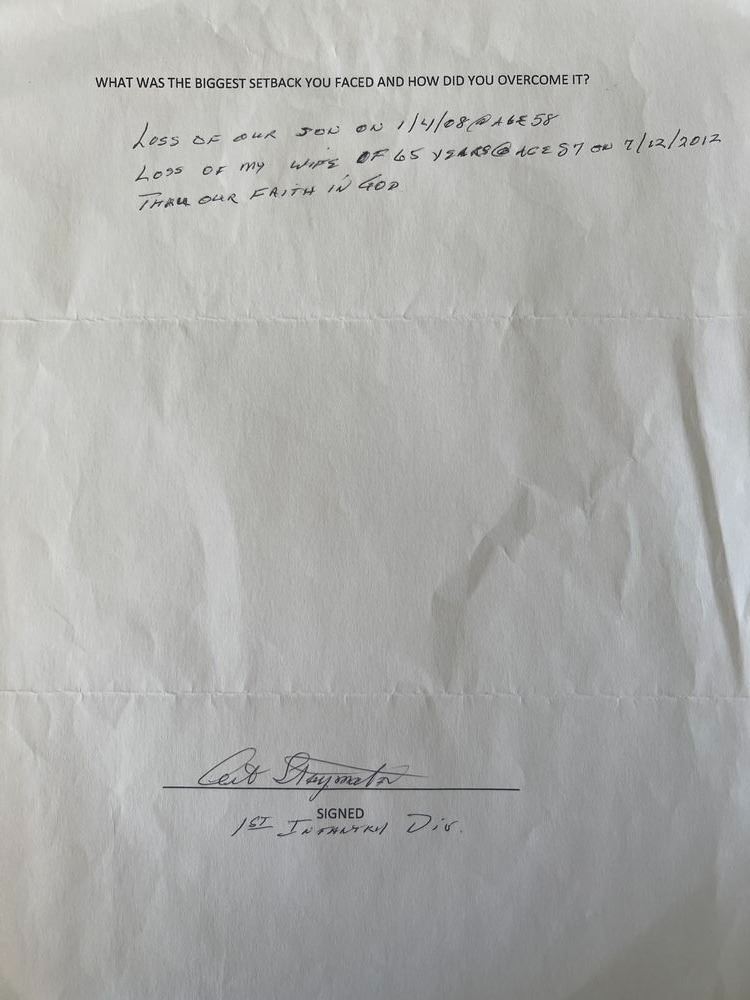 WHAT WAS THE BIGGEST SETBACK YOU FACED AND HOW DID YOU OVERCOME IT?
LOSS OF OUR SON ON 1/4/08 @ AGE 58
LOSS OF MY WIFE OF 65 YEARS @ AGE 87 ON 7/12/2012
THRU OUR FAITH IN GOD
SIGNED
1ST INFANTRY DIV.